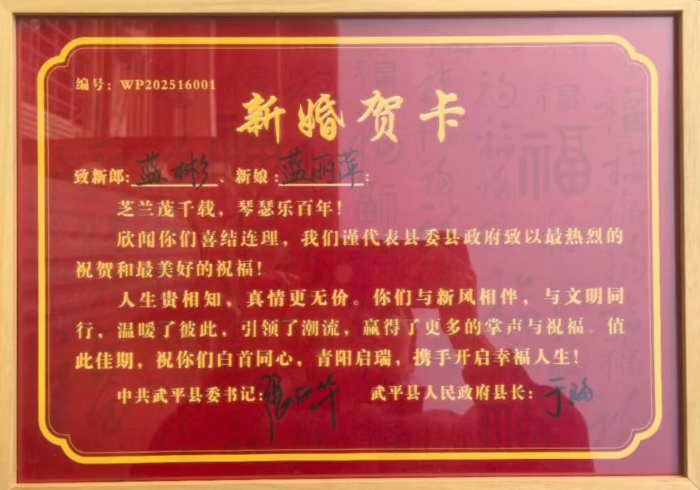 编号：WP202516001
新婚贺卡
致新郎：蓝彬、新娘：蓝丽萍：
芝兰茂千载，琴瑟乐百年！
欣闻你们喜结连理，我们谨代表县委县政府致以最热烈的
祝贺和最美好的祝福！
人生贵相知，真情更无价。你们与新风相伴，与文明同
行，温暖了彼此，引领了潮流，赢得了更多的掌声与祝福。值
此佳期，祝你们白首同心，青阳启瑞，携手开启幸福人生！
中共武平县委书记： 武平县人民政府县长：于海